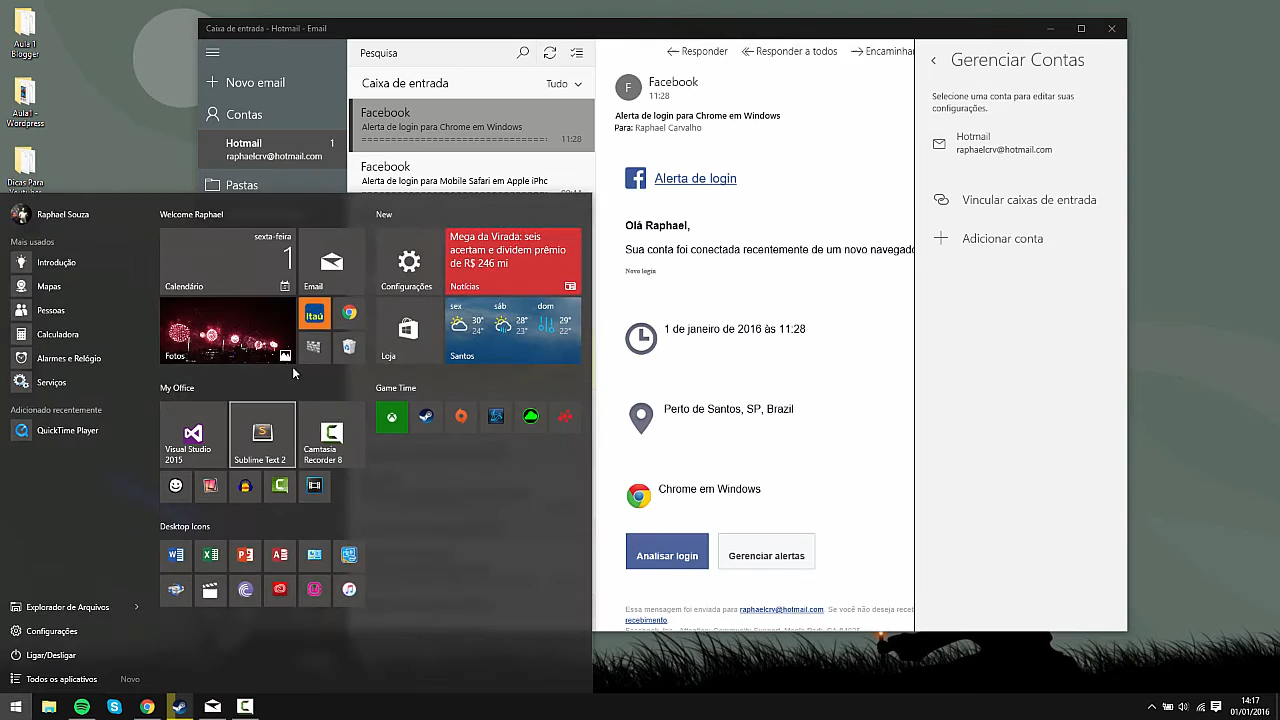 Aula 1
Blogger
Aula1 -
Wordpress
Dicas Para
Caixa de entrada - Hotmail - Email
Novo email
Contas
Hotmail 1
raphaelcrv@hotmail.com
Pastas
Pesquisa
Caixa de entrada Tudo
Facebook
Alerta de login para Chrome em Windows
11:28
Facebook
Alerta de login para Mobile Safari em Apple iPhc
Responder Responder a todos Encaminhar
F
Facebook
11:28
Alerta de login para Chrome em Windows
Para: Raphael Carvalho
Alerta de login
Olá Raphael,
Sua conta foi conectada recentemente de um novo navegado
Novo login
1 de janeiro de 2016 às 11:28
Perto de Santos, SP, Brazil
Chrome em Windows
Analisar login Gerenciar alertas
Essa mensagem foi enviada para raphaelcrv@hotmail.com. Se você não deseja recel
recebimento
Gerenciar Contas
Selecione uma conta para editar suas
configurações.
Hotmail
raphaelcrv@hotmail.com
Vincular caixas de entrada
Adicionar conta
Raphael Souza
Mais usados
Introdução
Mapas
Pessoas
Calculadora
Alarmes e Relógio
Serviços
Adicionado recentemente
QuickTime Player
Explorador de Arquivos
Configurações
Ligar/Desligar
Todos os aplicativos Novo
Welcome Raphael
sexta-feira
1
Calendário
Email
Fotos
Itaú
My Office
Visual Studio
2015
Sublime Text 2
Camtasia
Recorder 8
Desktop Icons
New
Configurações
Mega da Virada: seis
acertam e dividem prêmio
de R$ 246 mi
Notícias
Loja
sex sáb dom
30° 28° 29°
24° 23° 22°
Santos
Game Time
14:17
01/01/2016